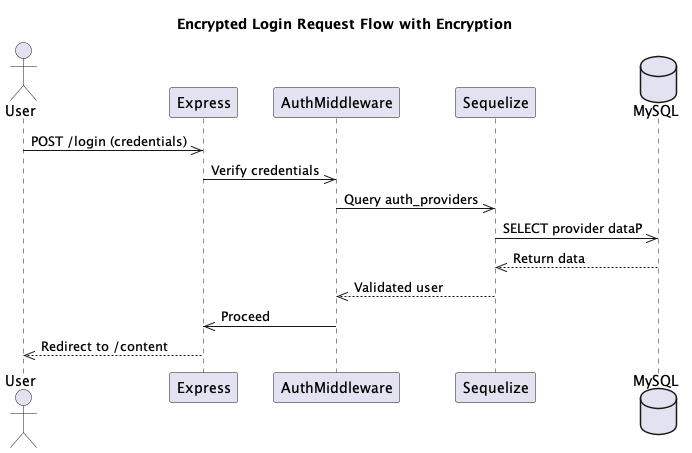 Encrypted Login Request Flow with Encryption
User
Express
AuthMiddleware
Sequelize
MySQL
POST /login (credentials)
Verify credentials
Query auth_providers
SELECT provider dataP
Return data
Validated user
Proceed
Redirect to /content
User
Express
AuthMiddleware
Sequelize
MySQL